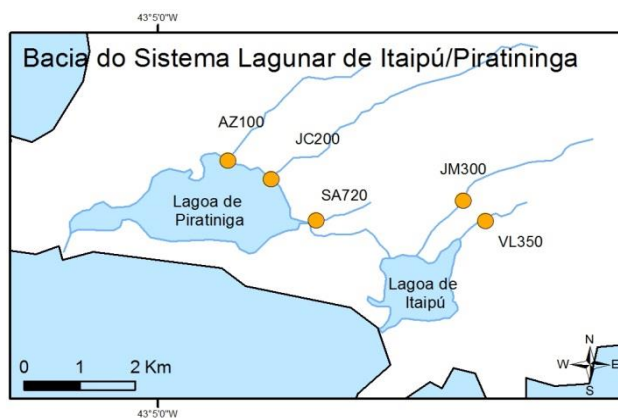 43°5'0"W
Bacia do Sistema Lagunar de Itaipú/Piratininga
AZ100
JC200
SA720
JM300
VL350
Lagoa de
Piratiniga
Lagoa de
Itaipú
0 1 2 Km
N
W E
S
43°5'0"W